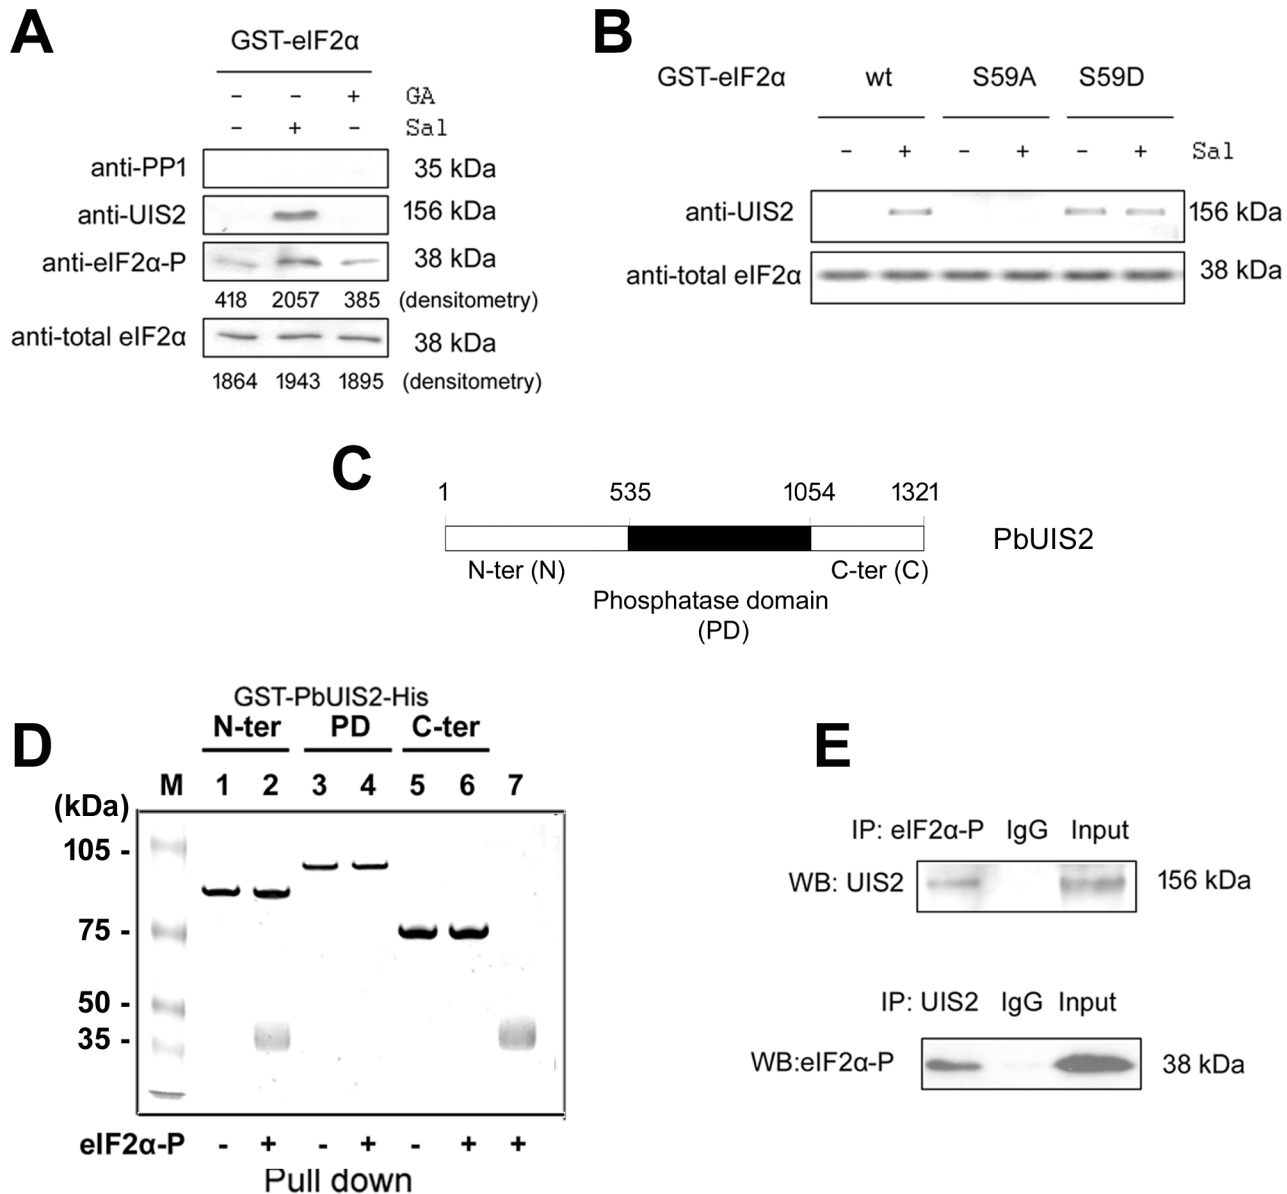 A
GST-eIF2α
- - + GA
- + - Sal
anti-PP1 35 kDa
anti-UIS2 156 kDa
anti-eIF2α-P 38 kDa
418 2057 385 (densitometry)
anti-total eIF2α 38 kDa
1864 1943 1895 (densitometry)
B
GST-eIF2α wt S59A S59D
- + - + - + Sal
anti-UIS2 156 kDa
anti-total eIF2α 38 kDa
C
1 535 1054 1321
PbUIS2
N-ter (N) C-ter (C)
Phosphatase domain
(PD)
D
GST-PbUIS2-His
N-ter PD C-ter
M 1 2 3 4 5 6 7
(kDa)
105 -
75 -
50 -
35 -
eIF2α-P - + - + - + +
Pull down
E
IP: eIF2α-P IgG Input
WB: UIS2 156 kDa
IP: UIS2 IgG Input
WB:eIF2α-P 38 kDa